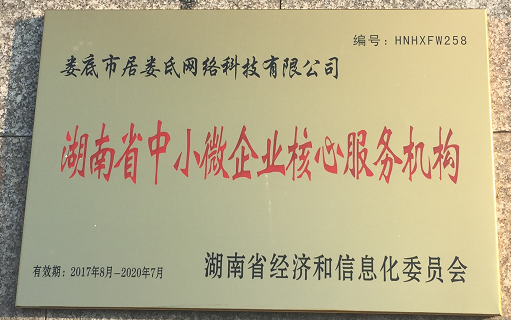 编号：HNHXFW258
娄底市居娄氐网络科技有限公司
湖南省中小微企业核心服务机构
有效期：2017年8月-2020年7月
湖南省经济和信息化委员会